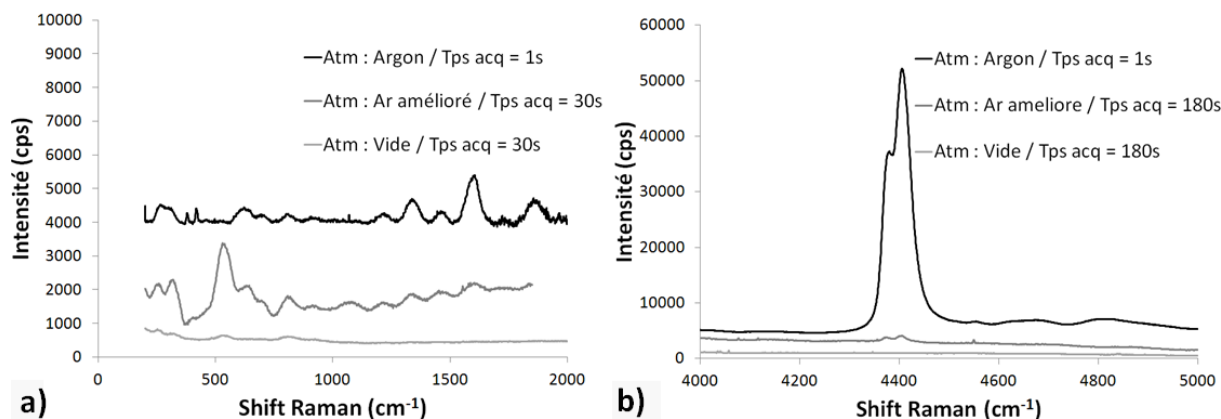 10000
9000
8000
7000
6000
5000
4000
3000
2000
1000
0
Intensité (cps)
Atm : Argon / Tps acq = 1s
Atm : Ar amélioré / Tps acq = 30s
Atm : Vide / Tps acq = 30s
0 500 1000 1500 2000
Shift Raman (cm⁻¹)
a)
60000
50000
40000
30000
20000
10000
0
Intensité (cps)
Atm : Argon / Tps acq = 1s
Atm : Ar ameliore / Tps acq = 180s
Atm : Vide / Tps acq = 180s
4000 4200 4400 4600 4800 5000
Shift Raman (cm⁻¹)
b)